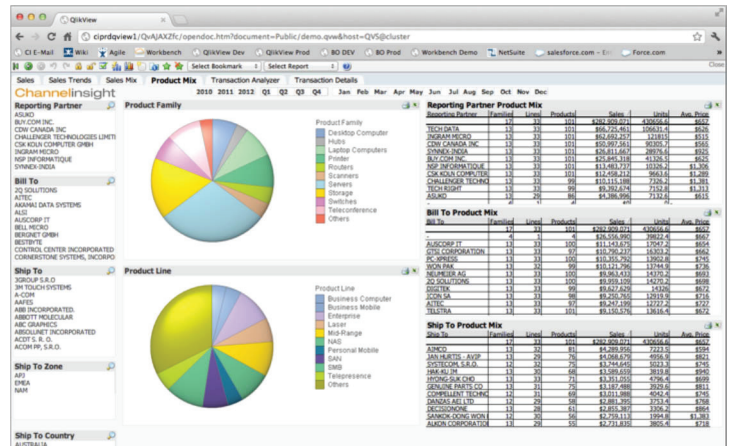 QlikView
ciprdqview1/QvAJAXZfc/opendoc.htm?document=Public/demo.qvw&host=QVS@cluster
CI E-Mail Wiki Agile Workbench QlikView Dev QlikView Prod BO DEV BO Prod Workbench Demo NetSuite salesforce.com - Force.com
Select Bookmark Select Report Close
Sales Sales Trends Sales Mix Product Mix Transaction Analyzer Transaction Details
Channelinsight
2010 2011 2012 Q1 Q2 Q3 Q4 Jan Feb Mar Apr May Jun Jul Aug Sep Oct Nov Dec
Reporting Partner
ASUKO
BUY.COM INC.
CDW CANADA INC
CHALLENGER TECHNOLOGIES LIMITI
CSK KOLN COMPUTER GMBH
INGRAM MICRO
NSP INFORMATIQUE
SYNNEX-INDIA
Bill To
2Q SOLUTIONS
AITEC
AKAMAI DATA SYSTEMS
ALSI
AUSCORP IT
BELL MICRO
BERGNET GMBH
BESTBYTE
CONTROL CENTER INCORPORATED
CORNERSTONE SYSTEMS, INCORPO
Ship To
3GROUP S.R.O
3M TOUCH SYSTEMS
A-COM
AAFES
ABB INCORPORATED.
ABBOTT MOLECULAR
ABC GRAPHICS
ABSOLUNET INCORPORATED
ACDT S. R. O.
ACOM PP, S.R.O.
Ship To Zone
APJ
EMEA
NAM
Ship To Country
AUSTRALIA
Product Family
Product Family
Desktop Computer
Hubs
Laptop Computers
Printer
Routers
Scanners
Servers
Storage
Switches
Teleconference
Others
Product Line
Product Line
Business Computer
Business Mobile
Enterprise
Laser
Mid-Range
NAS
Personal Mobile
SAN
SMB
Telepresence
Others
Reporting Partner Product Mix
Reporting Partner Families Lines Products Sales Units Avg. Price
17 33 101 $282,909,071 430656.6 $657
TECH DATA 13 33 101 $66,725,461 106631.4 $626
INGRAM MICRO 13 33 101 $62,692,257 121815 $515
CDW CANADA INC 13 33 101 $50,997,561 90305.7 $565
SYNNEX-INDIA 13 33 101 $26,811,667 28976.6 $925
BUY.COM INC. 13 33 101 $25,845,318 41326.5 $625
NSP INFORMATIQUE 13 33 101 $13,483,737 10326.2 $1,306
CSK KOLN COMPUTER 13 33 101 $12,458,212 9663.6 $1,289
CHALLENGER TECHNO 13 33 99 $10,115,188 7326.2 $1,381
TECH RIGHT 13 33 99 $9,392,674 7152.8 $1,313
ASUKO 13 29 86 $4,386,996 7132.6 $615
Bill To Product Mix
Bill To Families Lines Products Sales Units Avg. Price
17 33 101 $282,909,071 430656.6 $657
- 4 1 4 $26,556,990 39822.4 $667
AUSCORP IT 13 33 100 $11,143,675 17047.2 $654
GTSI CORPORATION 13 33 97 $10,790,237 16303.2 $662
PC-XPRESS 13 33 100 $10,355,792 13902.8 $745
WON PAK 13 32 99 $10,121,796 13744.9 $736
NEUMEIER AG 13 33 100 $9,963,433 14370.2 $693
2Q SOLUTIONS 13 33 100 $9,959,109 14270.2 $698
DIGITEK 13 33 99 $9,627,629 14326 $672
ICON SA 13 33 98 $9,250,765 12919.9 $716
AITEC 13 33 97 $9,247,199 12727.2 $727
TELSTRA 13 33 101 $9,150,576 13616.4 $672
Ship To Product Mix
Ship To Families Lines Products Sales Units Avg. Price
17 33 101 $282,909,071 430656.6 $657
AIMCO 13 32 81 $4,289,956 7223.5 $594
JAN HURTIS - AVIP 13 29 76 $4,068,679 4956.9 $821
SYSTECOM, S.R.O. 12 32 75 $3,744,645 5023.3 $745
HAK-KU JM 13 30 68 $3,589,659 3819.8 $940
HYONG-SUK CHO 13 33 71 $3,351,055 4796.4 $699
GENUINE PARTS CO 13 31 75 $3,187,488 3929.6 $811
COMPELLENT TECHN 12 31 69 $3,011,988 4042.4 $745
DANZAS AEI LTD 12 29 58 $2,881,395 3753.4 $768
DECISIONONE 13 28 61 $2,855,387 3306.2 $864
SANKOK-DONG WON 12 30 56 $2,759,113 1994.8 $1,383
ALKON CORPORATIO 13 29 55 $2,731,835 3805.4 $718